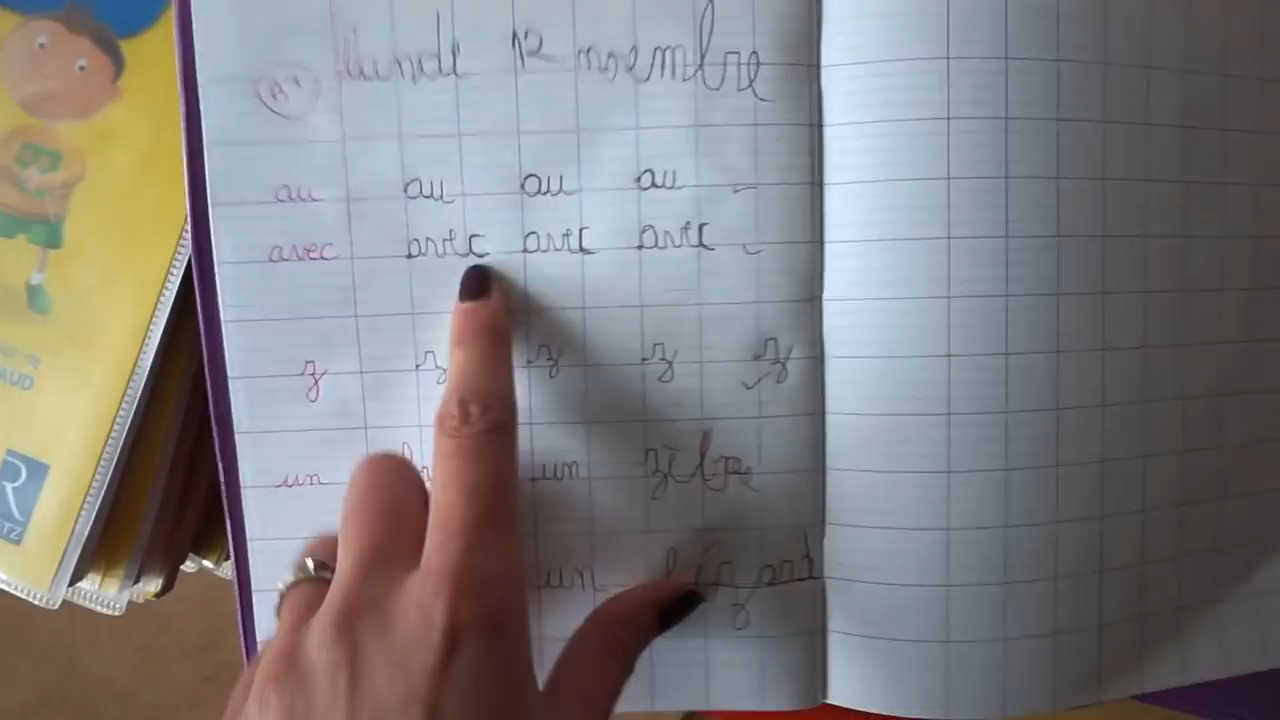 lundi 12 novembre
au au au au
avec avec avec avec
z z z z z
un un zèbre
un lézard